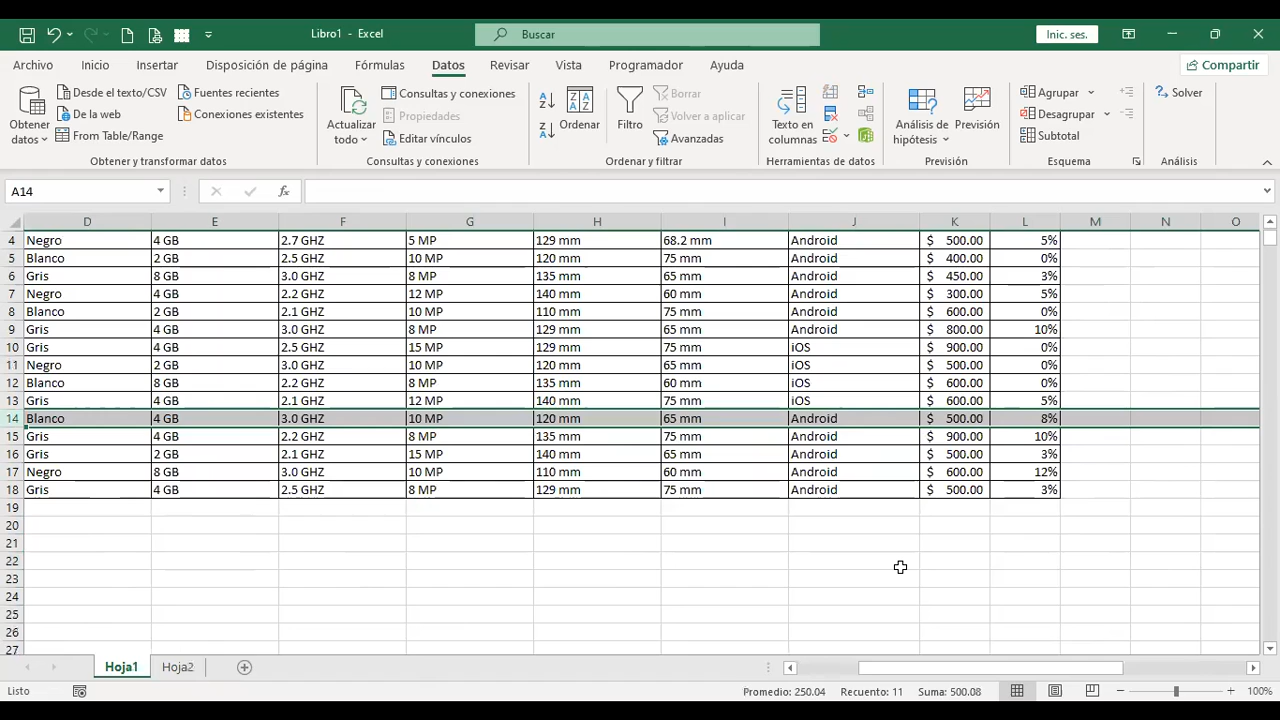 Libro1 - Excel
Buscar
Inic. ses.
Archivo Inicio Insertar Disposición de página Fórmulas Datos Revisar Vista Programador Ayuda Compartir
Obtener datos
Desde el texto/CSV
De la web
From Table/Range
Fuentes recientes
Conexiones existentes
Obtener y transformar datos
Actualizar todo
Consultas y conexiones
Propiedades
Editar vínculos
Consultas y conexiones
Ordenar
Filtro
Borrar
Volver a aplicar
Avanzadas
Ordenar y filtrar
Texto en columnas
Herramientas de datos
Análisis de hipótesis
Previsión
Previsión
Agrupar
Desagrupar
Subtotal
Esquema
Solver
Análisis
A14
fx
D E F G H I J K L M N O
4 Negro 4 GB 2.7 GHZ 5 MP 129 mm 68.2 mm Android $ 500.00 5%
5 Blanco 2 GB 2.5 GHZ 10 MP 120 mm 75 mm Android $ 400.00 0%
6 Gris 8 GB 3.0 GHZ 8 MP 135 mm 65 mm Android $ 450.00 3%
7 Negro 4 GB 2.2 GHZ 12 MP 140 mm 60 mm Android $ 300.00 5%
8 Blanco 2 GB 2.1 GHZ 10 MP 110 mm 75 mm Android $ 600.00 0%
9 Gris 4 GB 3.0 GHZ 8 MP 129 mm 65 mm Android $ 800.00 10%
10 Gris 4 GB 2.5 GHZ 15 MP 129 mm 75 mm iOS $ 900.00 0%
11 Negro 2 GB 3.0 GHZ 10 MP 120 mm 65 mm iOS $ 500.00 0%
12 Blanco 8 GB 2.2 GHZ 8 MP 135 mm 60 mm iOS $ 600.00 0%
13 Gris 4 GB 2.1 GHZ 12 MP 140 mm 75 mm iOS $ 600.00 5%
14 Blanco 4 GB 3.0 GHZ 10 MP 120 mm 65 mm Android $ 500.00 8%
15 Gris 4 GB 2.2 GHZ 8 MP 135 mm 75 mm Android $ 900.00 10%
16 Gris 2 GB 2.1 GHZ 15 MP 140 mm 65 mm Android $ 500.00 3%
17 Negro 8 GB 3.0 GHZ 10 MP 110 mm 60 mm Android $ 600.00 12%
18 Gris 4 GB 2.5 GHZ 8 MP 129 mm 75 mm Android $ 500.00 3%
19
20
21
22
23
24
25
26
27
Hoja1 Hoja2
Listo Promedio: 250.04 Recuento: 11 Suma: 500.08 100%